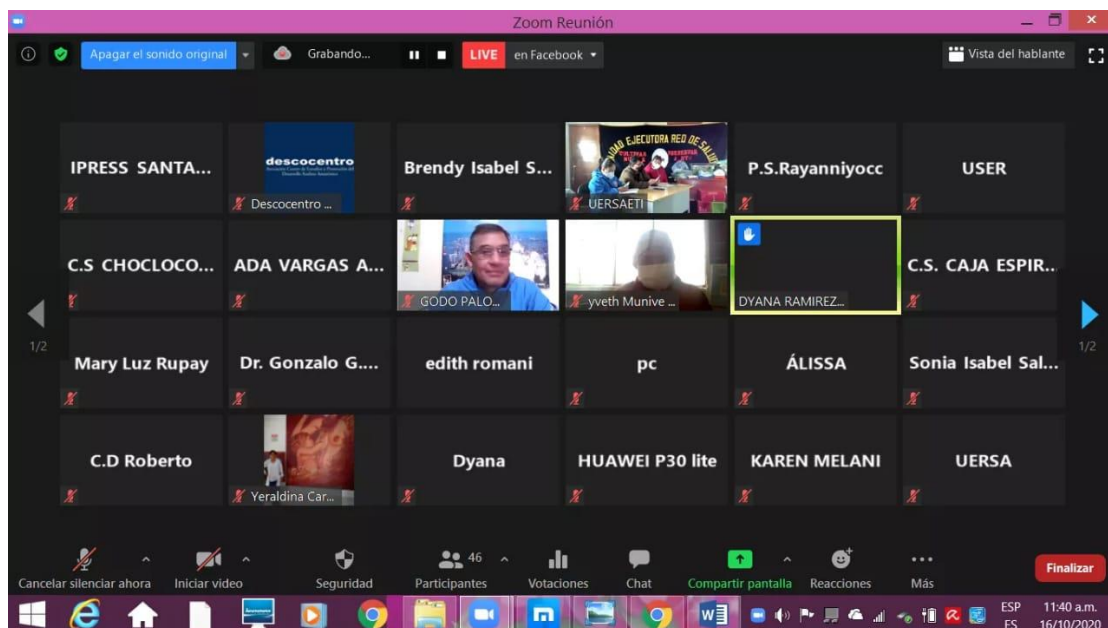 Zoom Reunión
Apagar el sonido original
Grabando...
LIVE en Facebook
Vista del hablante
IPRESS SANTA...
descocentro
Descocentro ...
Brendy Isabel S...
EJECUTORA RED DE SALUD
UERSAETI
P.S.Rayanniyocc
USER
C.S CHOCLOCO...
ADA VARGAS A...
GODO PALO...
yveth Munive ...
DYANA RAMIREZ...
C.S. CAJA ESPIR...
1/2
1/2
Mary Luz Rupay
Dr. Gonzalo G....
edith romani
pc
ÁLISSA
Sonia Isabel Sal...
C.D Roberto
Yeraldina Car...
Dyana
HUAWEI P30 lite
KAREN MELANI
UERSA
Cancelar silenciar ahora
Iniciar video
Seguridad
46
Participantes
Votaciones
Chat
Compartir pantalla
Reacciones
Más
Finalizar
ESP
ES
11:40 a.m.
16/10/2020